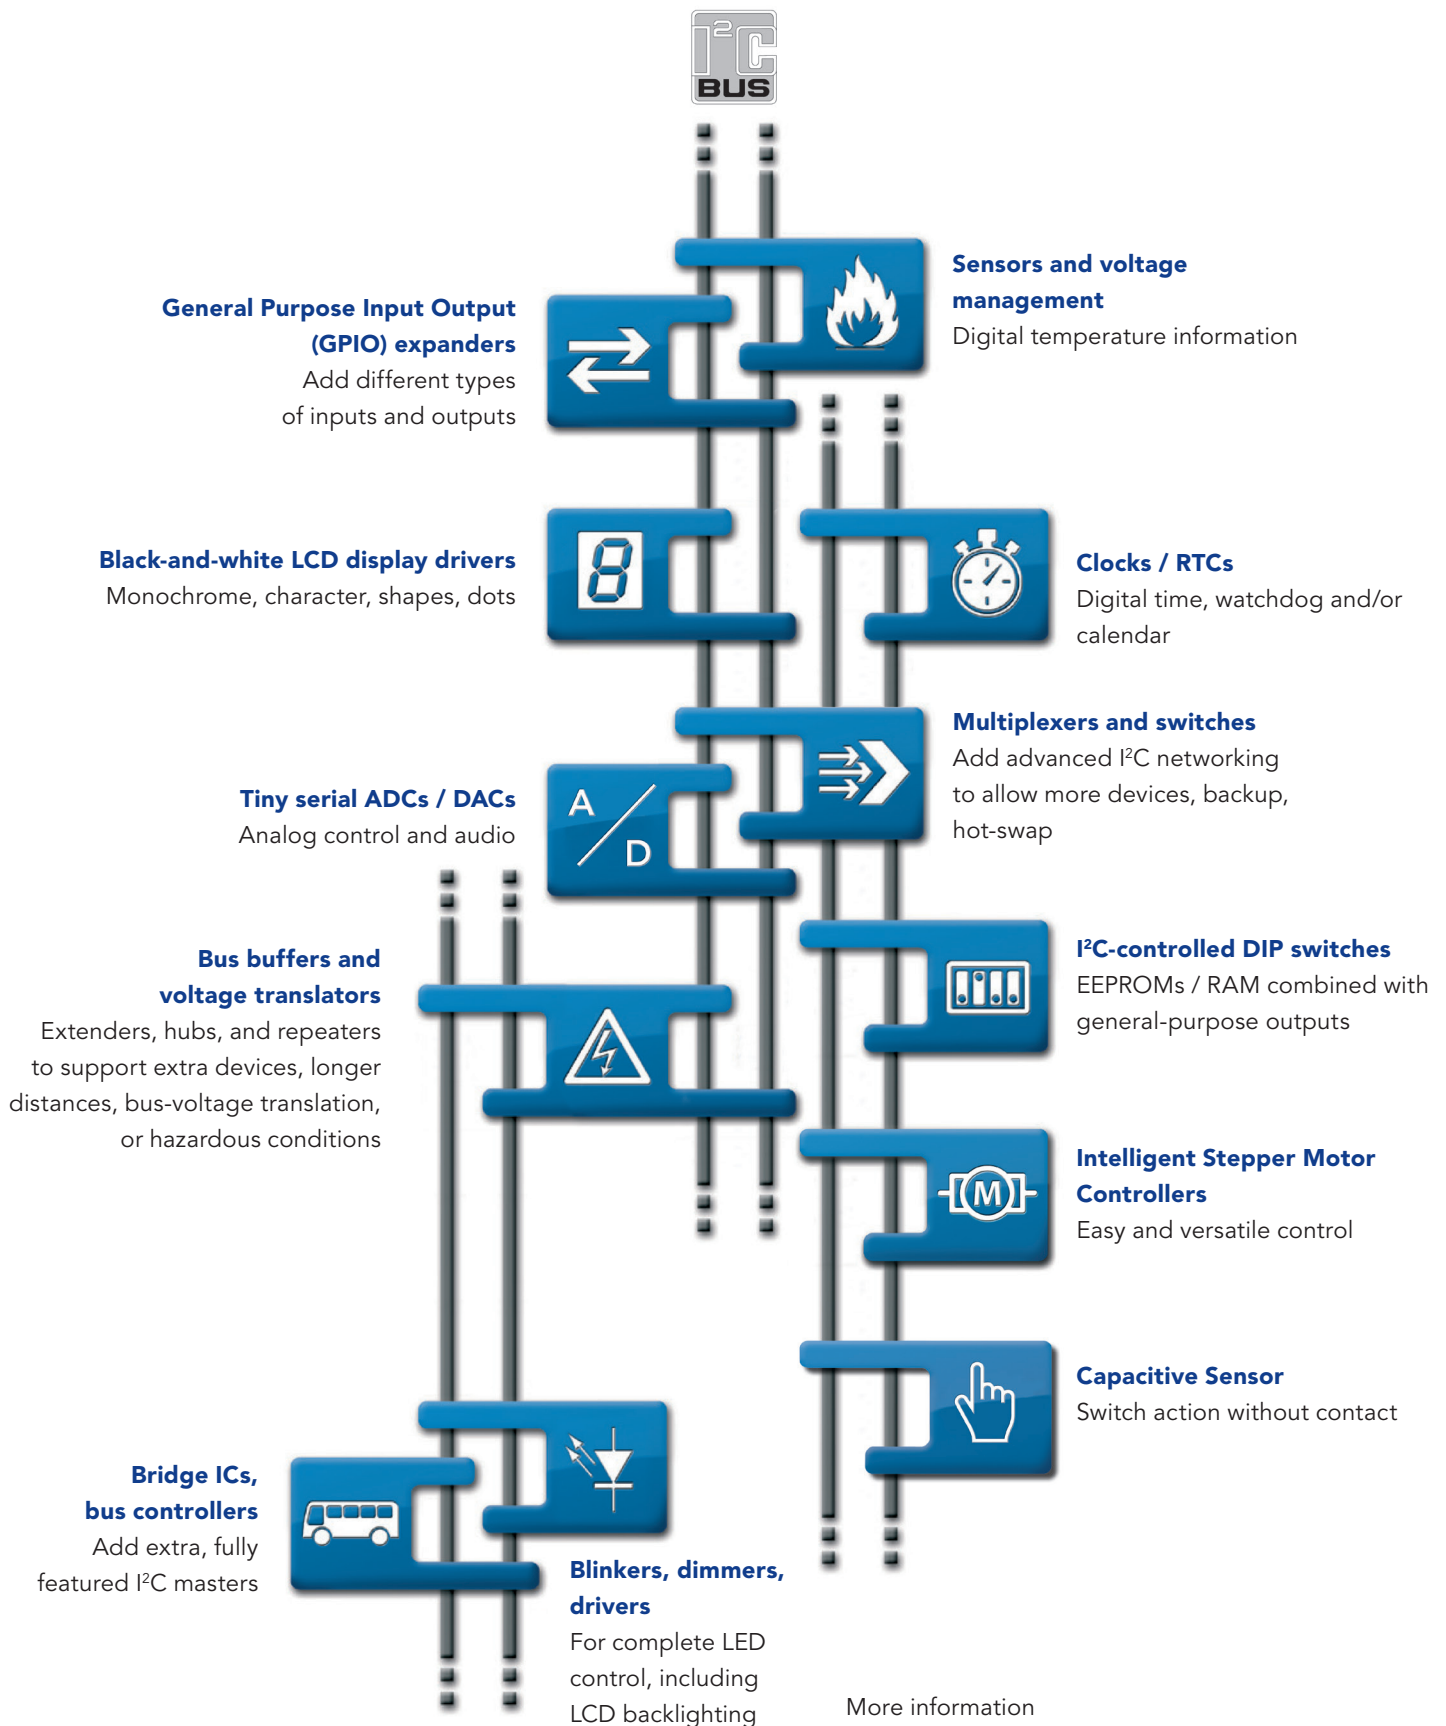 I²C
BUS
Sensors and voltage
management
Digital temperature information
General Purpose Input Output
(GPIO) expanders
Add different types
of inputs and outputs
Black-and-white LCD display drivers
Monochrome, character, shapes, dots
8
Clocks / RTCs
Digital time, watchdog and/or
calendar
Multiplexers and switches
Add advanced I²C networking
to allow more devices, backup,
hot-swap
Tiny serial ADCs / DACs
Analog control and audio
A
D
Bus buffers and
voltage translators
Extenders, hubs, and repeaters
to support extra devices, longer
distances, bus-voltage translation,
or hazardous conditions
I²C-controlled DIP switches
EEPROMs / RAM combined with
general-purpose outputs
Intelligent Stepper Motor
Controllers
Easy and versatile control
M
Capacitive Sensor
Switch action without contact
Bridge ICs,
bus controllers
Add extra, fully
featured I²C masters
Blinkers, dimmers,
drivers
For complete LED
control, including
LCD backlighting
More information